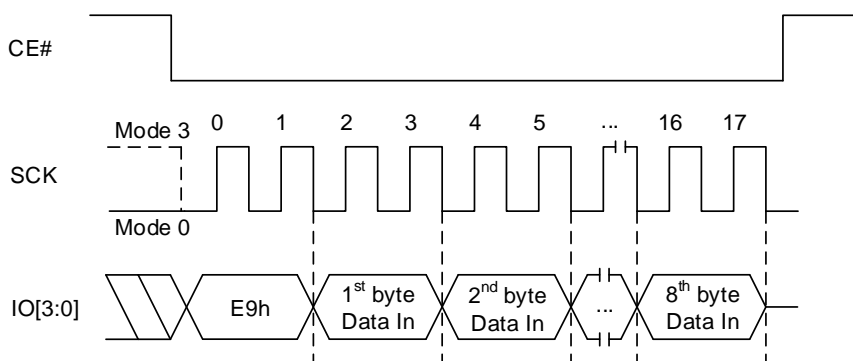 CE#
Mode 3
0 1 2 3 4 5 ... 16 17
SCK
Mode 0
IO[3:0]
E9h
1st byte
Data In
2nd byte
Data In
...
8th byte
Data In